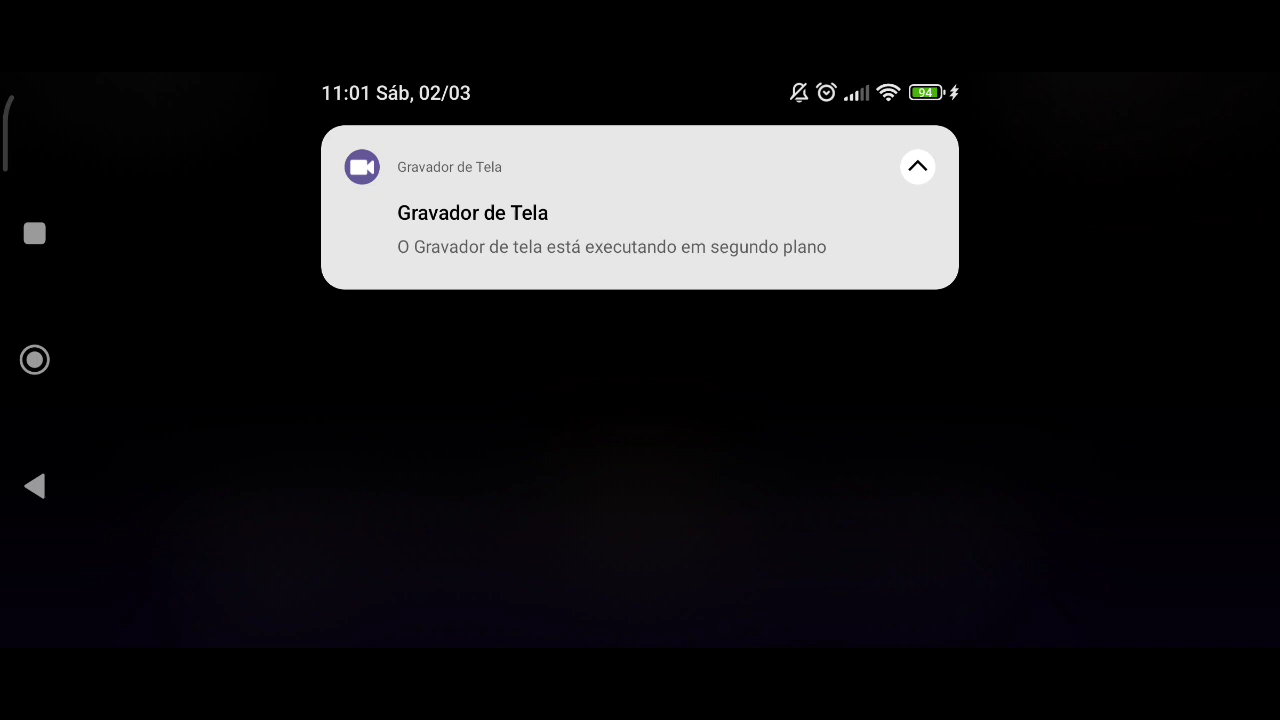 11:01 Sáb, 02/03
94
Gravador de Tela
Gravador de Tela
O Gravador de tela está executando em segundo plano